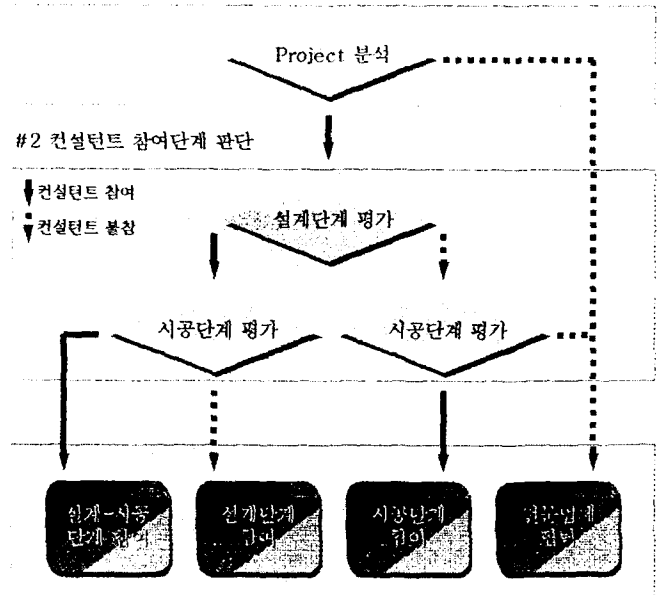 Project 분석
#2 컨설턴트 참여단계 판단
컨설턴트 참여
컨설턴트 불참
설계단계 평가
시공단계 평가
시공단계 평가
설계-시공
단계 참여
설계단계
참여
시공단계
참여